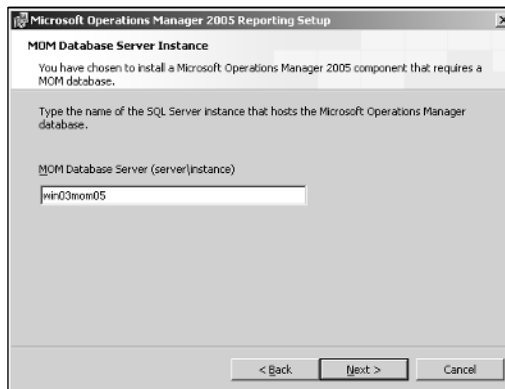 Microsoft Operations Manager 2005 Reporting Setup
MOM Database Server Instance
You have chosen to install a Microsoft Operations Manager 2005 component that requires a
MOM database.
Type the name of the SQL Server instance that hosts the Microsoft Operations Manager
database.
MOM Database Server (server\instance)
win03mom05
< Back Next > Cancel